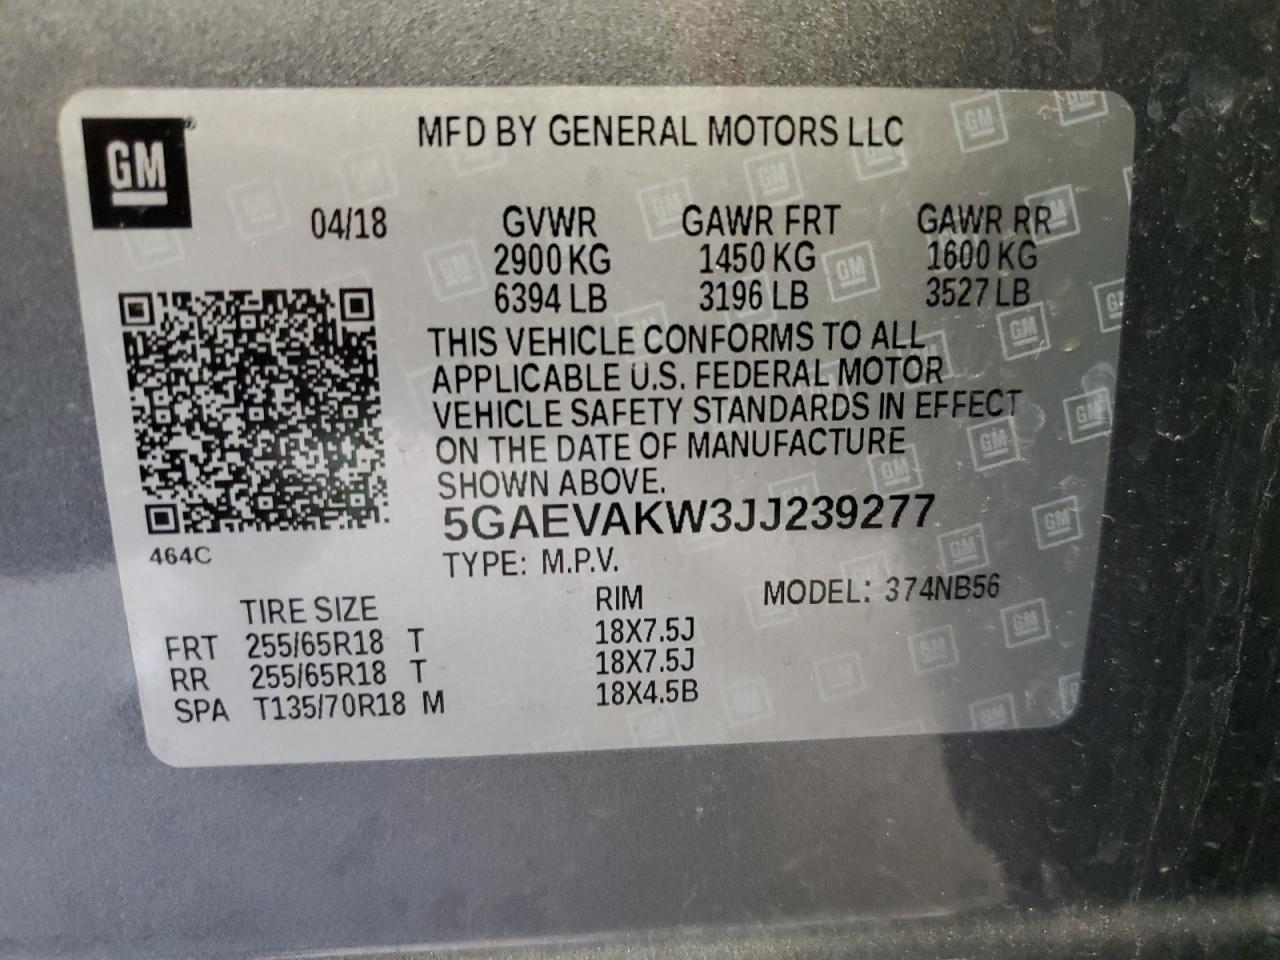 GM
MFD BY GENERAL MOTORS LLC
04/18 GVWR GAWR FRT GAWR RR
2900 KG 1450 KG 1600 KG
6394 LB 3196 LB 3527 LB
THIS VEHICLE CONFORMS TO ALL
APPLICABLE U.S. FEDERAL MOTOR
VEHICLE SAFETY STANDARDS IN EFFECT
ON THE DATE OF MANUFACTURE
SHOWN ABOVE.
5GAEVAKW3JJ239277
464C
TYPE: M.P.V.
TIRE SIZE RIM MODEL: 374NB56
FRT 255/65R18 T 18X7.5J
RR 255/65R18 T 18X7.5J
SPA T135/70R18 M 18X4.5B